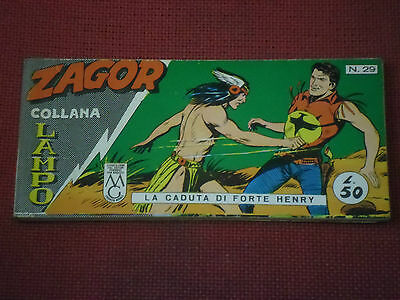 ZAGOR
COLLANA
LAMPO
N. 29
LA CADUTA DI FORTE HENRY
L. 50